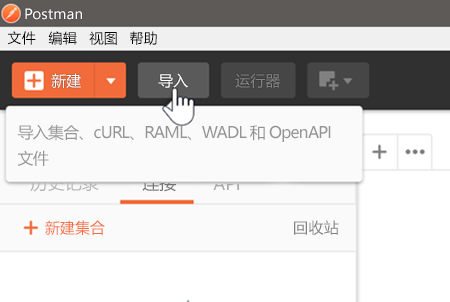 Postman
文件 编辑 视图 帮助
新建 导入 运行器
导入集合、cURL、RAML、WADL 和 OpenAPI
文件
历史记录 连接 API
新建集合 回收站